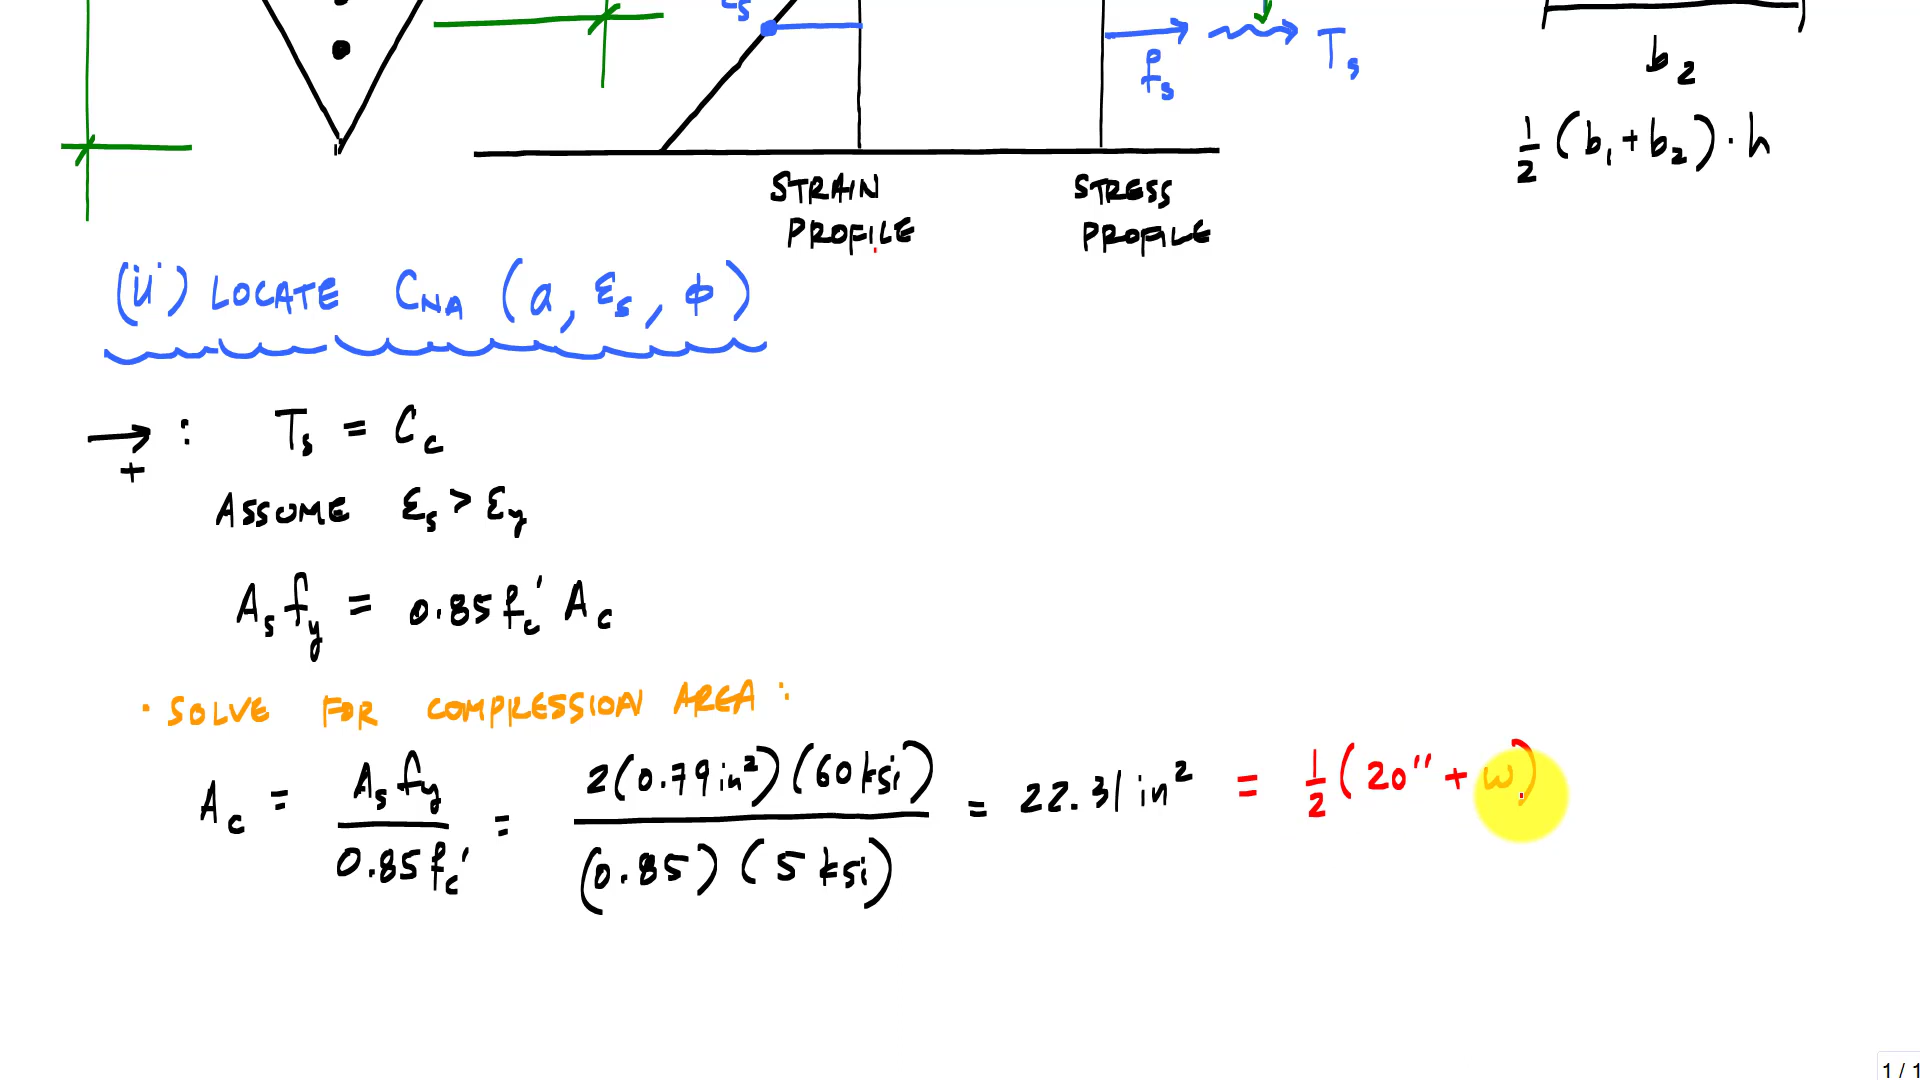 εs
fs
Ts
b2
1/2 (b1 + b2) · h
STRAIN PROFILE
STRESS PROFILE
(ii) LOCATE CNA (a, εs, φ)
→+ : Ts = Cc
ASSUME εs > εy
As fy = 0.85 fc' Ac
· SOLVE FOR COMPRESSION AREA :
Ac = As fy / 0.85 fc' = 2(0.79 in²)(60 ksi) / (0.85)(5 ksi) = 22.31 in² = 1/2 (20" + w)
1 / 1